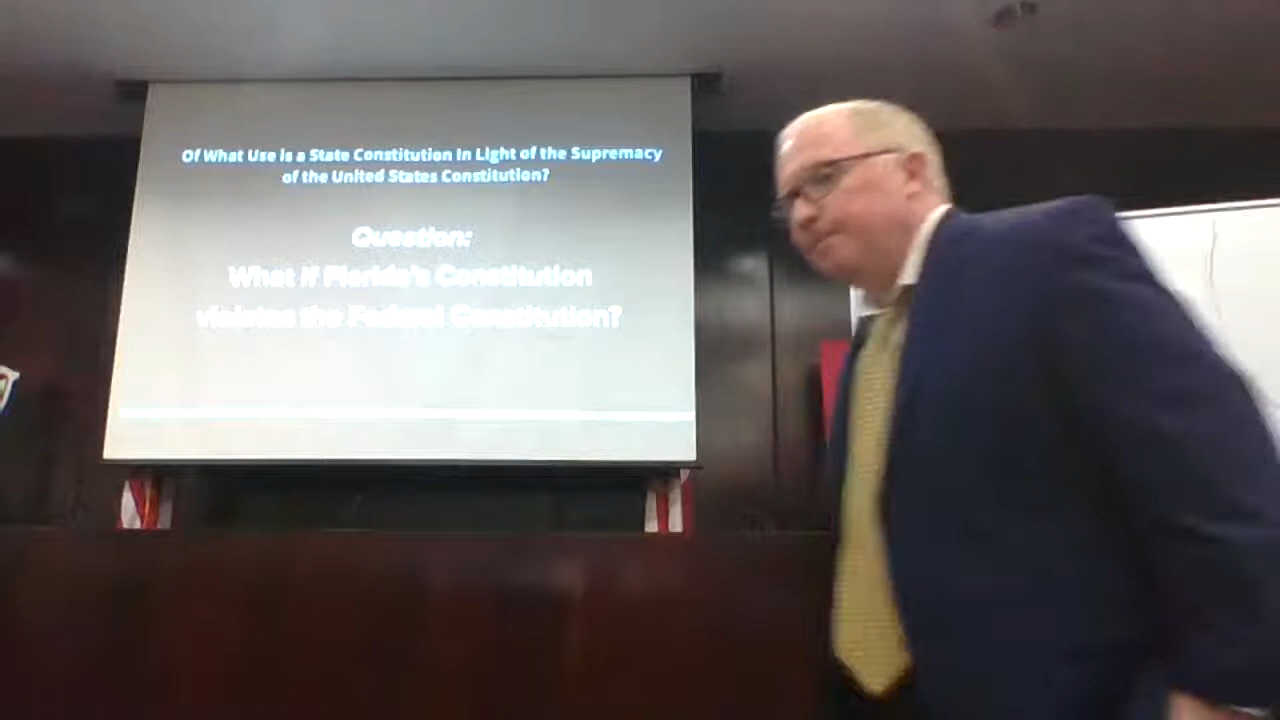 Of What Use Is a State Constitution In Light of the Supremacy
of the United States Constitution?
Question:
What if Florida's Constitution
violates the Federal Constitution?